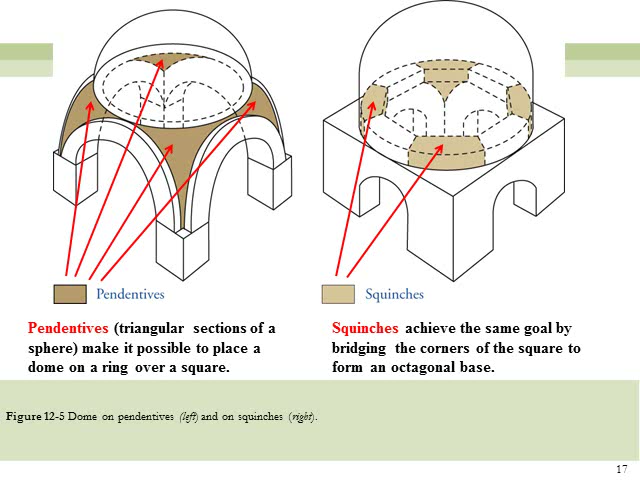 Pendentives
Squinches
Pendentives (triangular sections of a
sphere) make it possible to place a
dome on a ring over a square.
Squinches achieve the same goal by
bridging the corners of the square to
form an octagonal base.
Figure 12-5 Dome on pendentives (left) and on squinches (right).
17